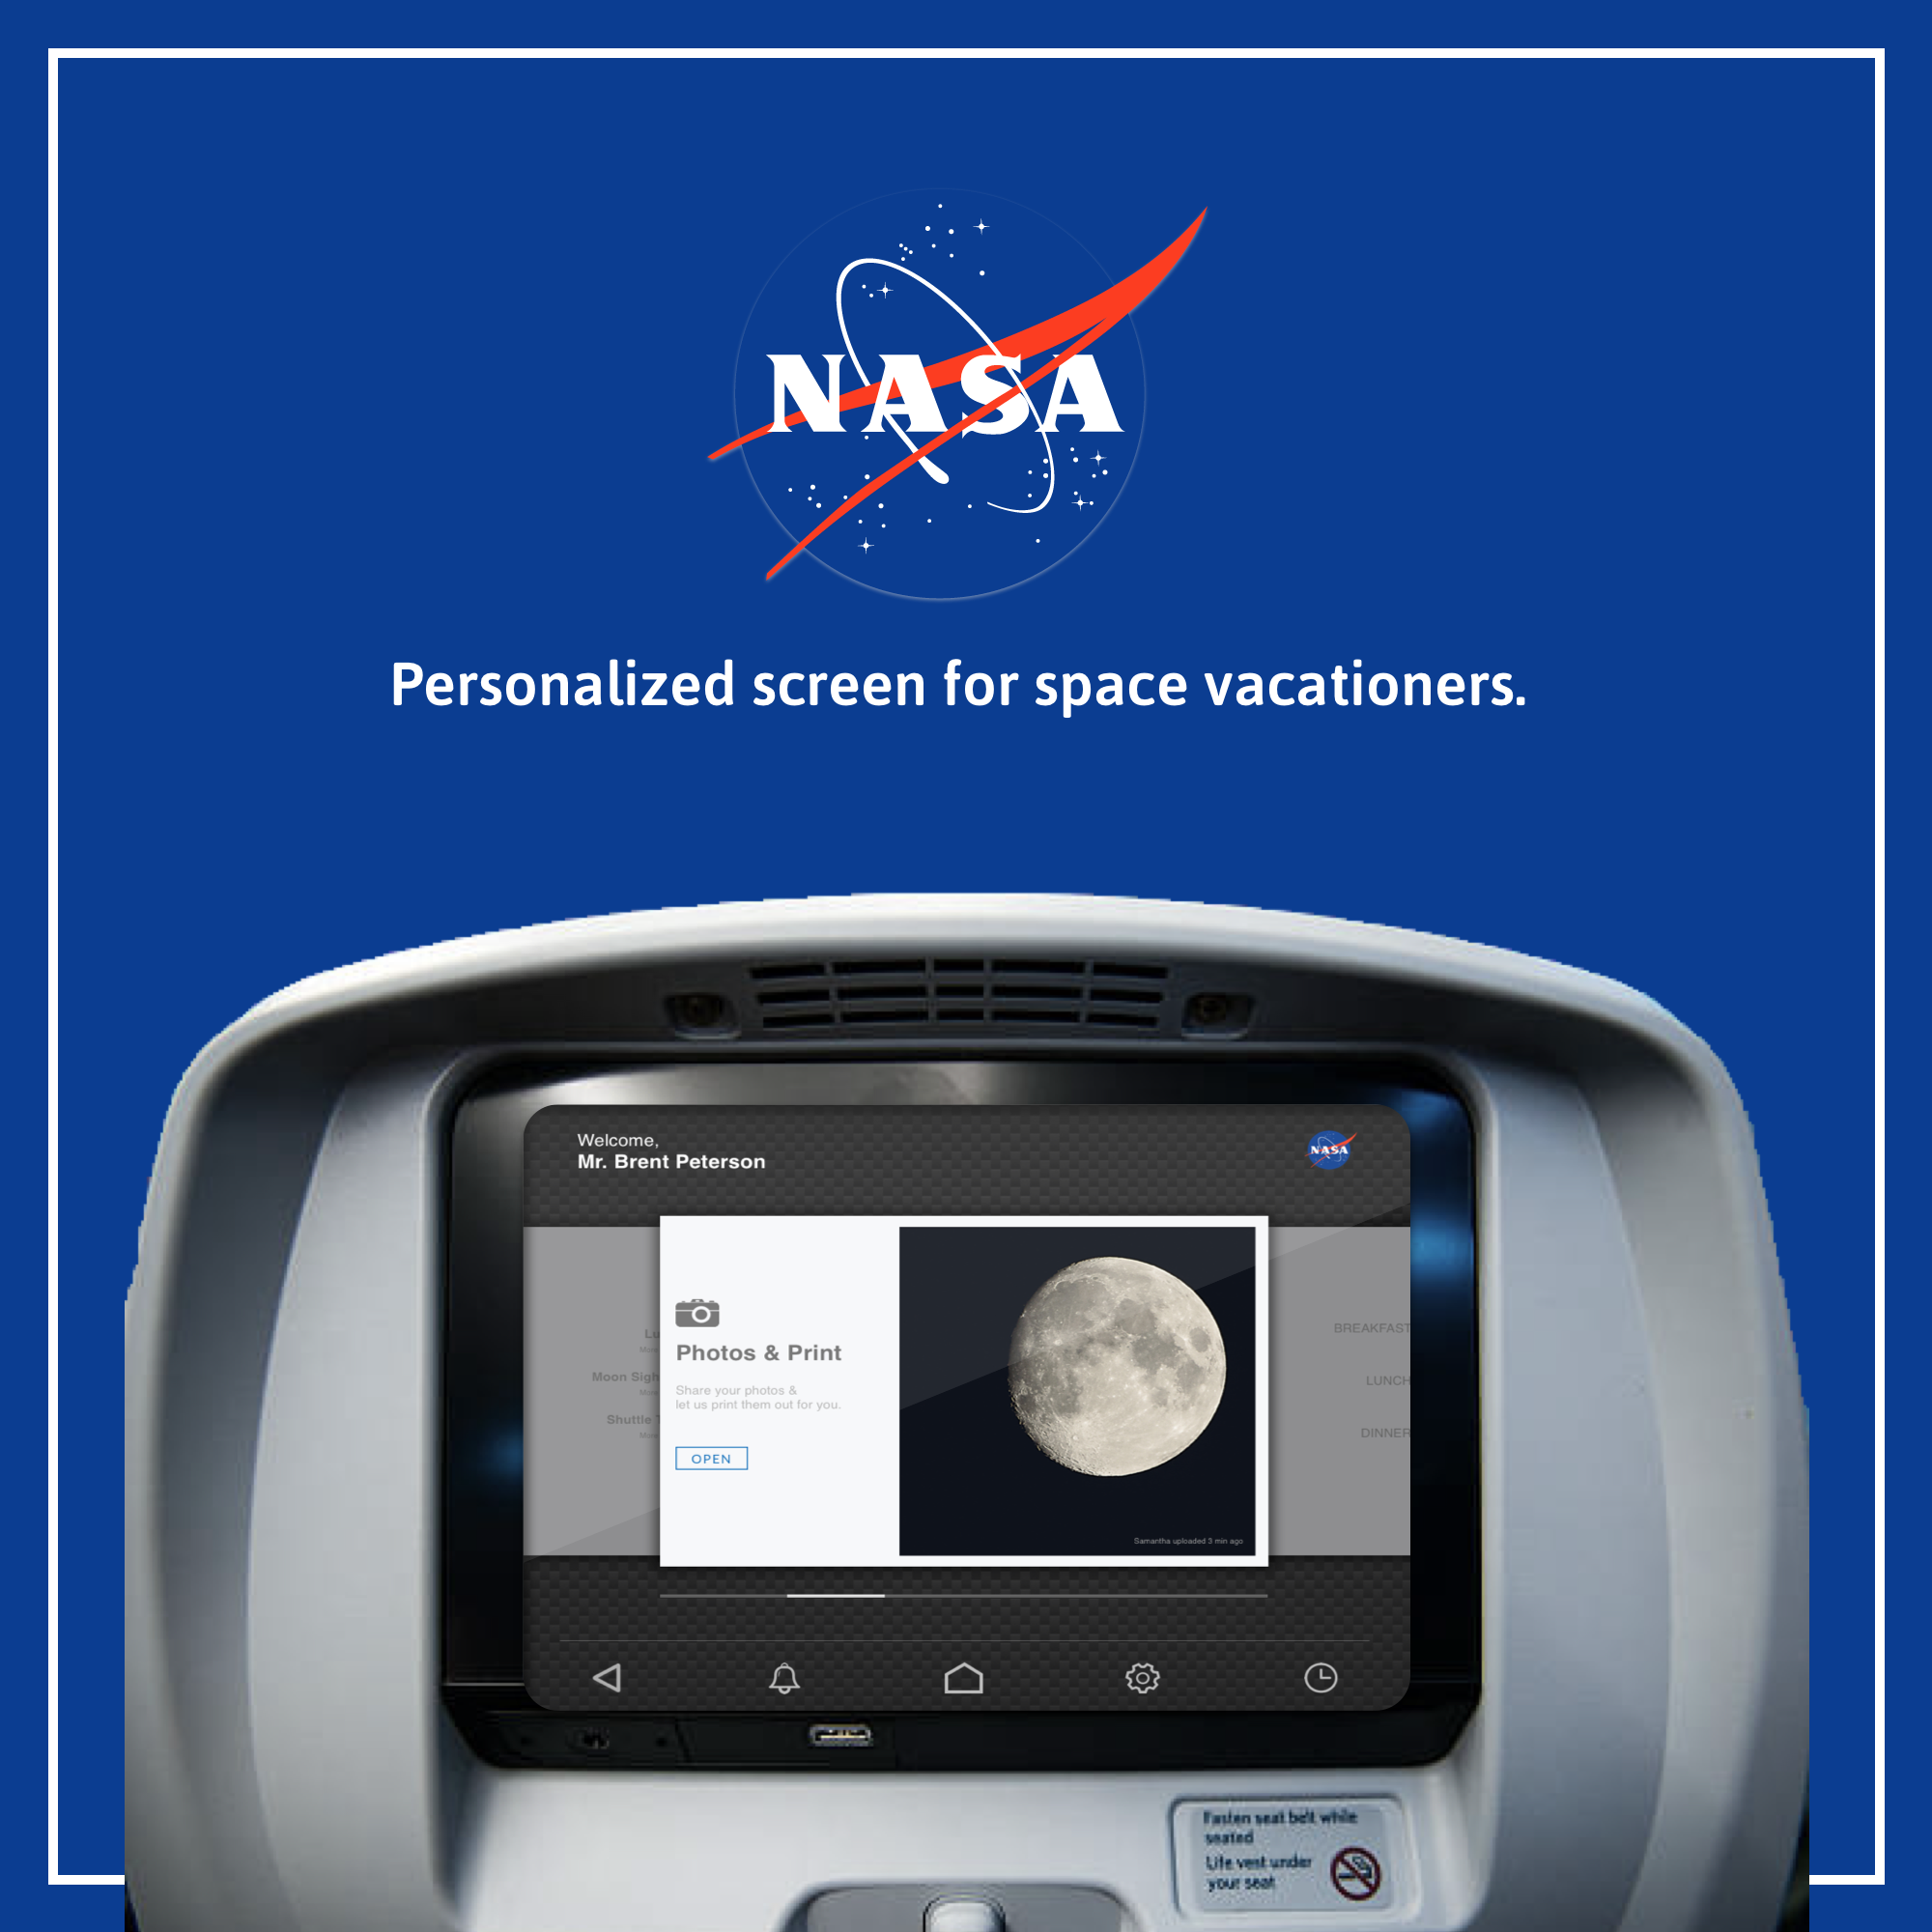 NASA
Personalized screen for space vacationers.
Welcome,
Mr. Brent Peterson
NASA
Lu
Moon Sigh
Shuttle T
Photos & Print
Share your photos &
let us print them out for you.
OPEN
Samantha uploaded 3 min ago
BREAKFAST
LUNCH
DINNER
Fasten seat belt while
seated
Life vest under
your seat